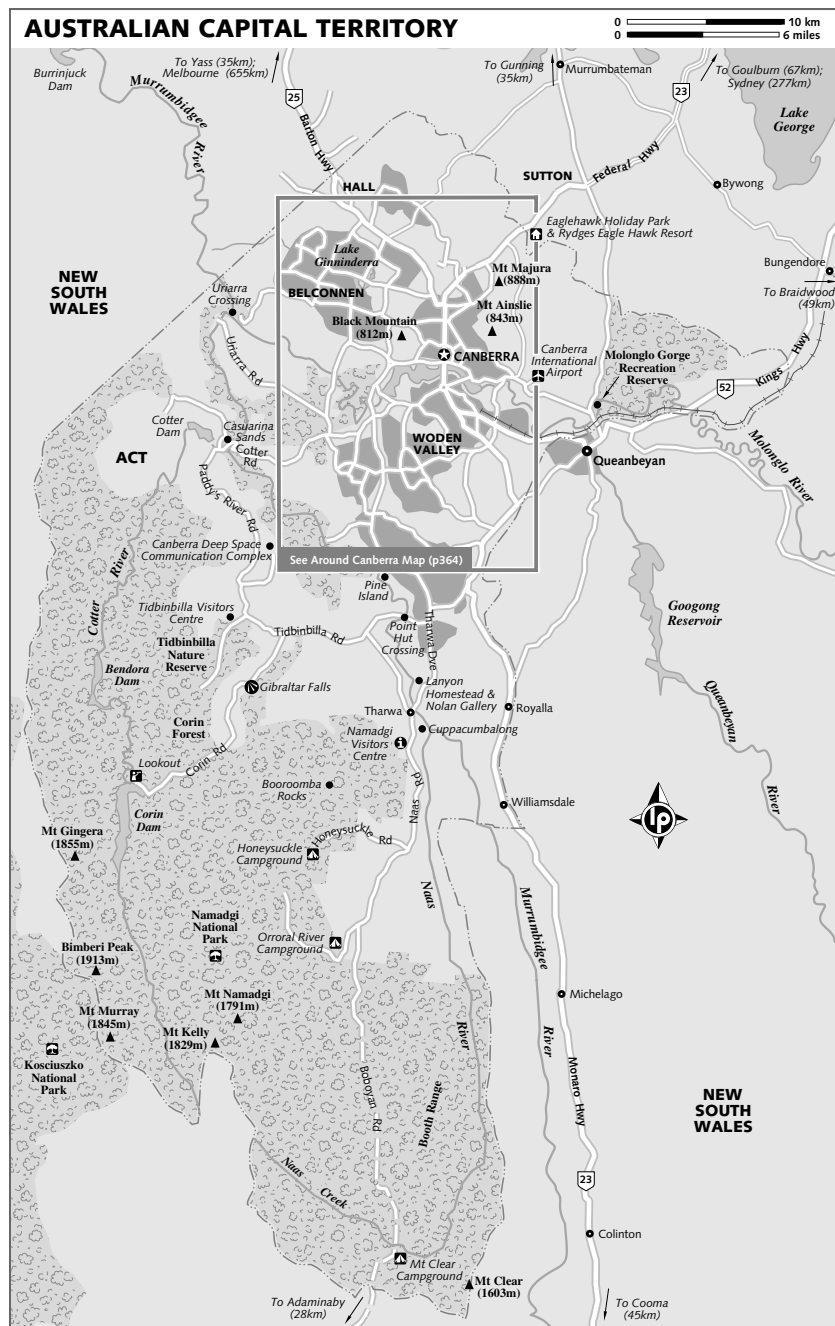 AUSTRALIAN CAPITAL TERRITORY
0 10 km
0 6 miles
Burrinjuck
Dam
To Yass (35km);
Melbourne (655km)
To Gunning
(35km)
Murrumbateman
To Goulburn (67km);
Sydney (277km)
Murrumbidgee
River
25
Barton Hwy
23
Lake
George
HALL
SUTTON
Federal Hwy
Bywong
Eaglehawk Holiday Park
& Rydges Eagle Hawk Resort
Lake
Ginninderra
Mt Majura
(888m)
Bungendore
NEW
SOUTH
WALES
Uriarra
Crossing
BELCONNEN
To Braidwood
(49km)
Mt Ainslie
(843m)
Black Mountain
(812m)
CANBERRA
Canberra
International
Airport
Molonglo Gorge
Recreation
Reserve
Uriarra Rd
52
Kings Hwy
Cotter
Dam
Casuarina
Sands
Cotter
Rd
ACT
WODEN
VALLEY
Queanbeyan
Molonglo River
Paddy's River Rd
Canberra Deep Space
Communication Complex
See Around Canberra Map (p364)
Cotter River
Pine
Island
Tidbinbilla Visitors
Centre
Tidbinbilla Rd
Point
Hut
Crossing
Tharwa Dve
Googong
Reservoir
Tidbinbilla
Nature
Reserve
Bendora
Dam
Gibraltar Falls
Lanyon
Homestead &
Nolan Gallery
Queanbeyan
River
Corin
Forest
Tharwa
Royalla
Cuppacumbalong
Namadgi
Visitors
Centre
Lookout
Corin Rd
Booroomba
Rocks
Naas Rd
lp
Williamsdale
Corin
Dam
Mt Gingera
(1855m)
Honeysuckle
Campground
Honeysuckle Rd
Naas
River
Murrumbidgee
River
Namadgi
National
Park
Orroral River
Campground
Bimberi Peak
(1913m)
Mt Namadgi
(1791m)
Michelago
Mt Murray
(1845m)
Mt Kelly
(1829m)
Kosciuszko
National
Park
Boboyan Rd
Booth Range
Monaro Hwy
NEW
SOUTH
WALES
Naas
Creek
23
Colinton
Mt Clear
Campground
Mt Clear
(1603m)
To Adaminaby
(28km)
To Cooma
(45km)